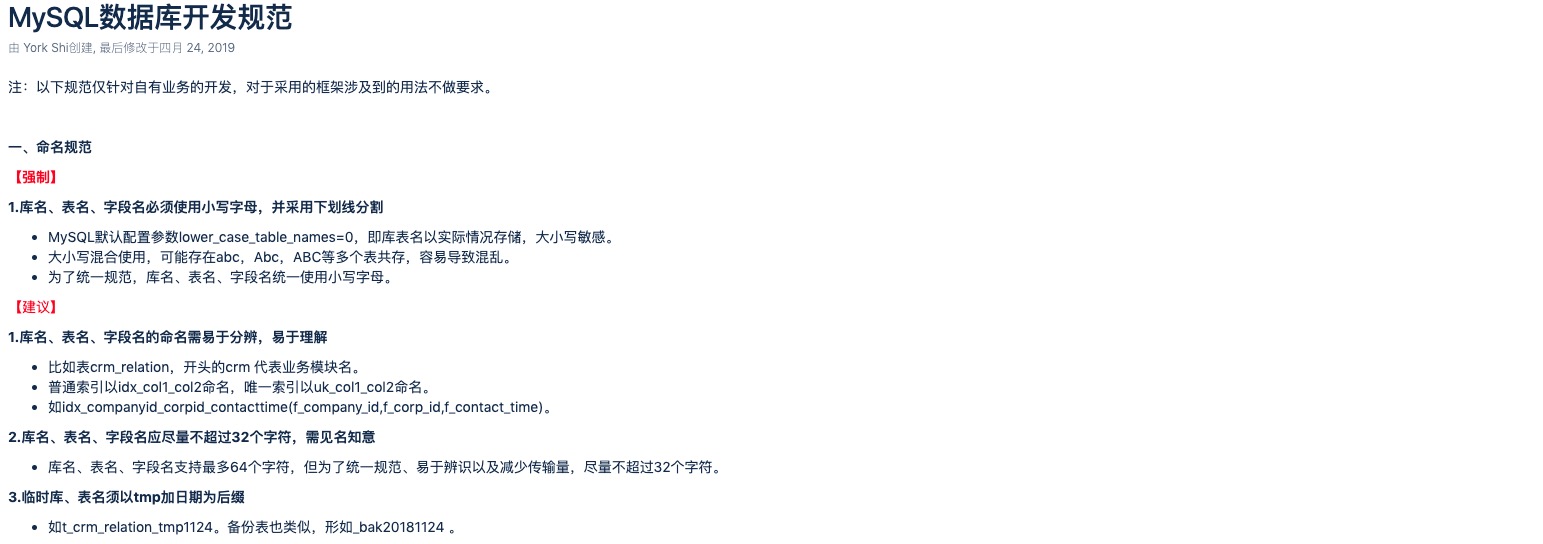 MySQL数据库开发规范
由 York Shi创建, 最后修改于四月 24, 2019
注：以下规范仅针对自有业务的开发，对于采用的框架涉及到的用法不做要求。
一、命名规范
【强制】
1.库名、表名、字段名必须使用小写字母，并采用下划线分割
• MySQL默认配置参数lower_case_table_names=0，即库表名以实际情况存储，大小写敏感。
• 大小写混合使用，可能存在abc，Abc，ABC等多个表共存，容易导致混乱。
• 为了统一规范，库名、表名、字段名统一使用小写字母。
【建议】
1.库名、表名、字段名的命名需易于分辨，易于理解
• 比如表crm_relation，开头的crm 代表业务模块名。
• 普通索引以idx_col1_col2命名，唯一索引以uk_col1_col2命名。
• 如idx_companyid_corpid_contacttime(f_company_id,f_corp_id,f_contact_time)。
2.库名、表名、字段名应尽量不超过32个字符，需见名知意
• 库名、表名、字段名支持最多64个字符，但为了统一规范、易于辨识以及减少传输量，尽量不超过32个字符。
3.临时库、表名须以tmp加日期为后缀
• 如t_crm_relation_tmp1124。备份表也类似，形如_bak20181124 。